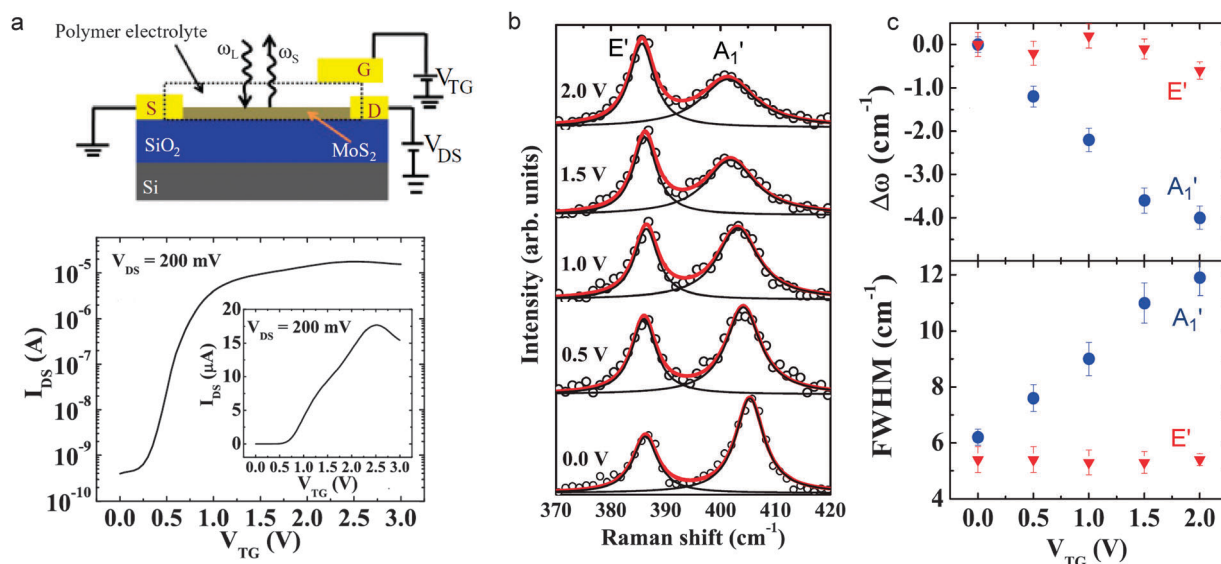 a
Polymer electrolyte
ω_L
ω_S
G
V_TG
S
D
SiO₂
MoS₂
V_DS
Si
V_DS = 200 mV
I_DS (A)
10⁻⁵
10⁻⁶
10⁻⁷
10⁻⁸
10⁻⁹
10⁻¹⁰
0.0 0.5 1.0 1.5 2.0 2.5 3.0
V_TG (V)
V_DS = 200 mV
I_DS (μA)
20
15
10
5
0
0.0 0.5 1.0 1.5 2.0 2.5 3.0
V_TG (V)
b
E'
A₁'
2.0 V
1.5 V
1.0 V
0.5 V
0.0 V
Intensity (arb. units)
370 380 390 400 410 420
Raman shift (cm⁻¹)
c
Δω (cm⁻¹)
0.0
-1.0
-2.0
-3.0
-4.0
E'
A₁'
FWHM (cm⁻¹)
12
10
8
6
4
A₁'
E'
0.0 0.5 1.0 1.5 2.0
V_TG (V)